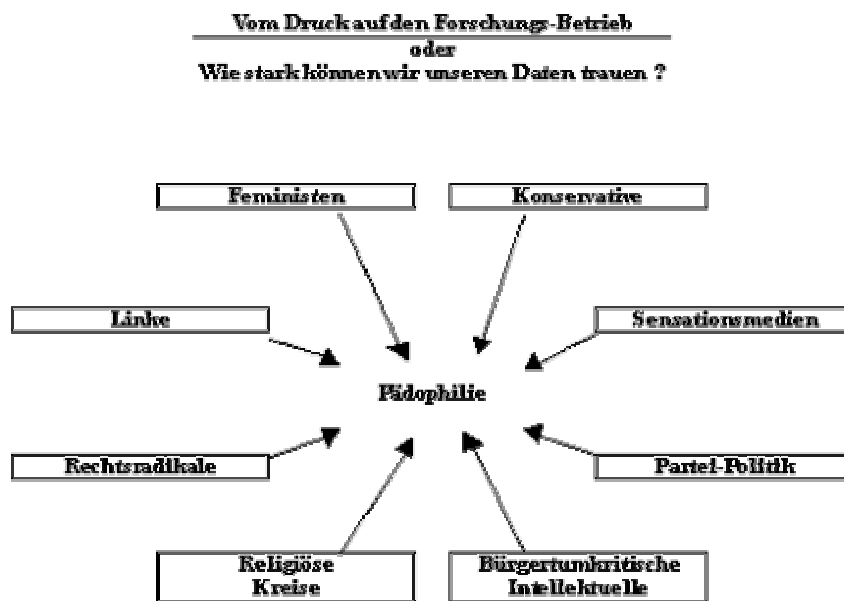 Vom Druck auf den Forschungs-Betrieb
oder
Wie stark können wir unseren Daten trauen ?
Feministen
Konservative
Linke
Sensationsmedien
Pädophilie
Rechtsradikale
Partei-Politik
Religiöse
Kreise
Bürgertumkritische
Intellektuelle